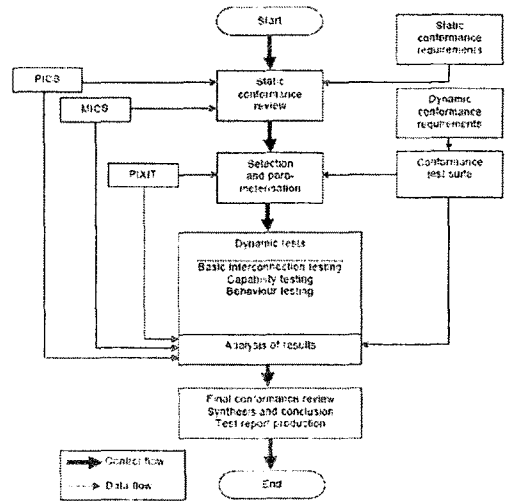 Start
Static
conformance
requirements
PICS
Static
conformance
review
MICS
Dynamic
conformance
requirements
Selection
and para-
meterisation
PIXIT
Conformance
test suite
Dynamic tests
Basic interconnection testing
Capability testing
Behaviour testing
Analysis of results
Final conformance review
Synthesis and conclusion
Test report production
Control flow
Data flow
End